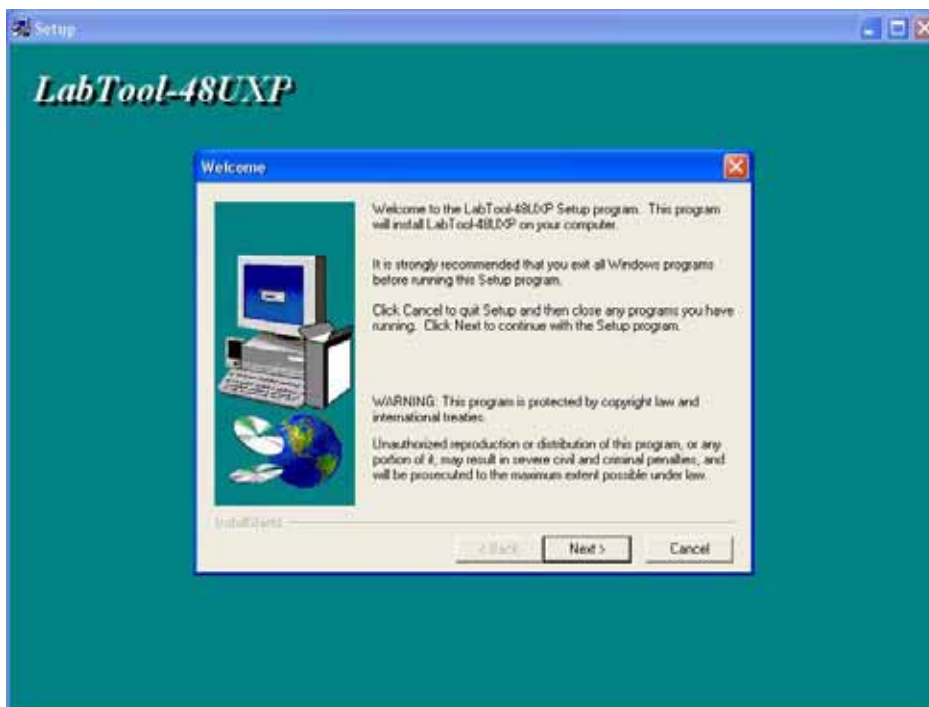 Setup
LabTool-48UXP
Welcome
Welcome to the LabTool-48UXP Setup program. This program
will install LabTool-48UXP on your computer.
It is strongly recommended that you exit all Windows programs
before running this Setup program.
Click Cancel to quit Setup and then close any programs you have
running. Click Next to continue with the Setup program.
WARNING: This program is protected by copyright law and
international treaties.
Unauthorized reproduction or distribution of this program, or any
portion of it, may result in severe civil and criminal penalties, and
will be prosecuted to the maximum extent possible under law.
InstallShield
< Back Next > Cancel